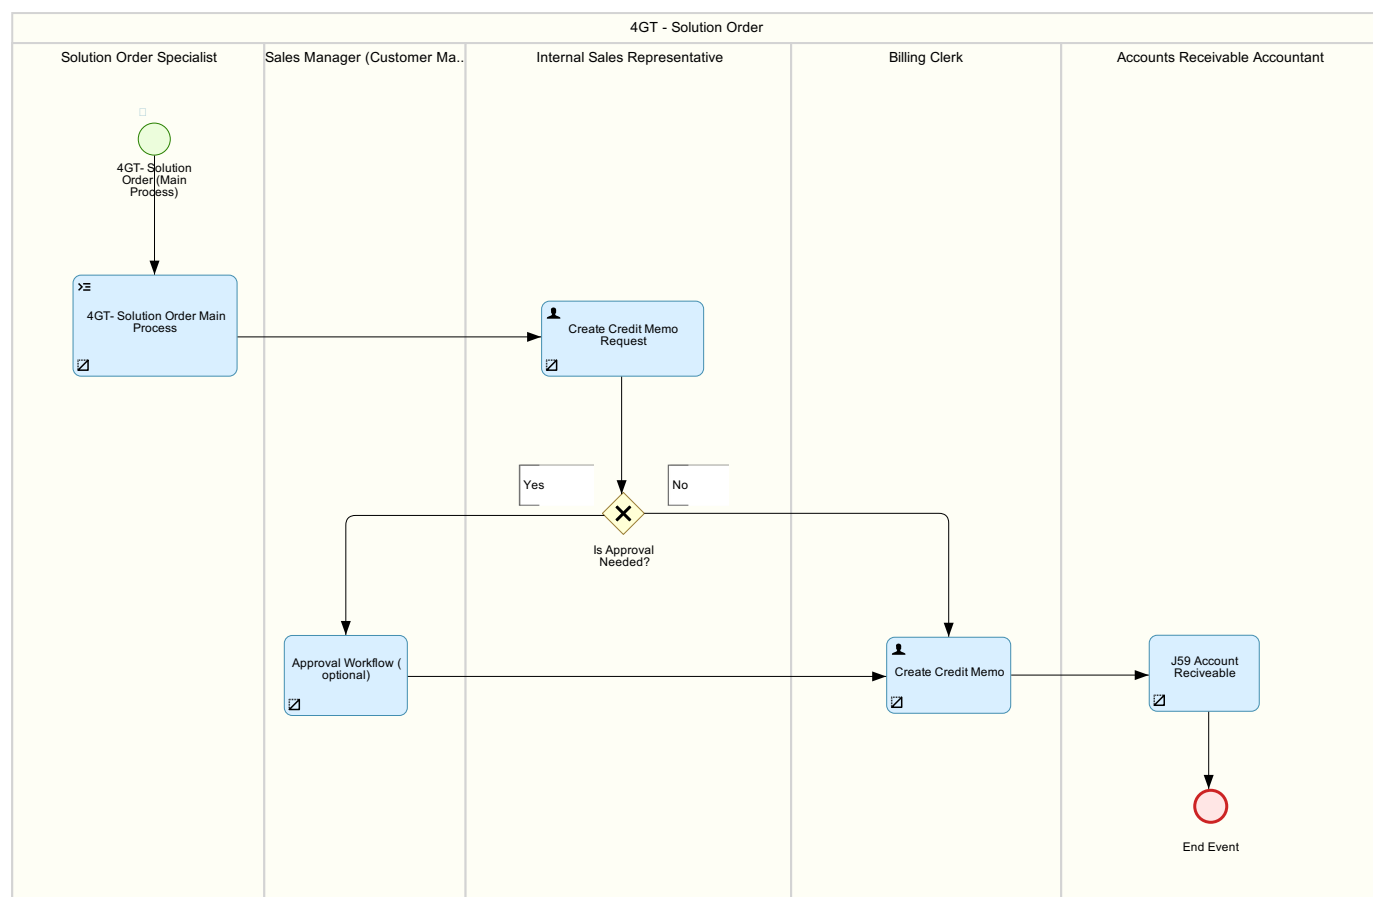 4GT - Solution Order
Solution Order Specialist
Sales Manager (Customer Ma..
Internal Sales Representative
Billing Clerk
Accounts Receivable Accountant
4GT- Solution
Order (Main
Process)
4GT- Solution Order Main
Process
Create Credit Memo
Request
Yes
No
Is Approval
Needed?
Approval Workflow (
optional)
Create Credit Memo
J59 Account
Reciveable
End Event